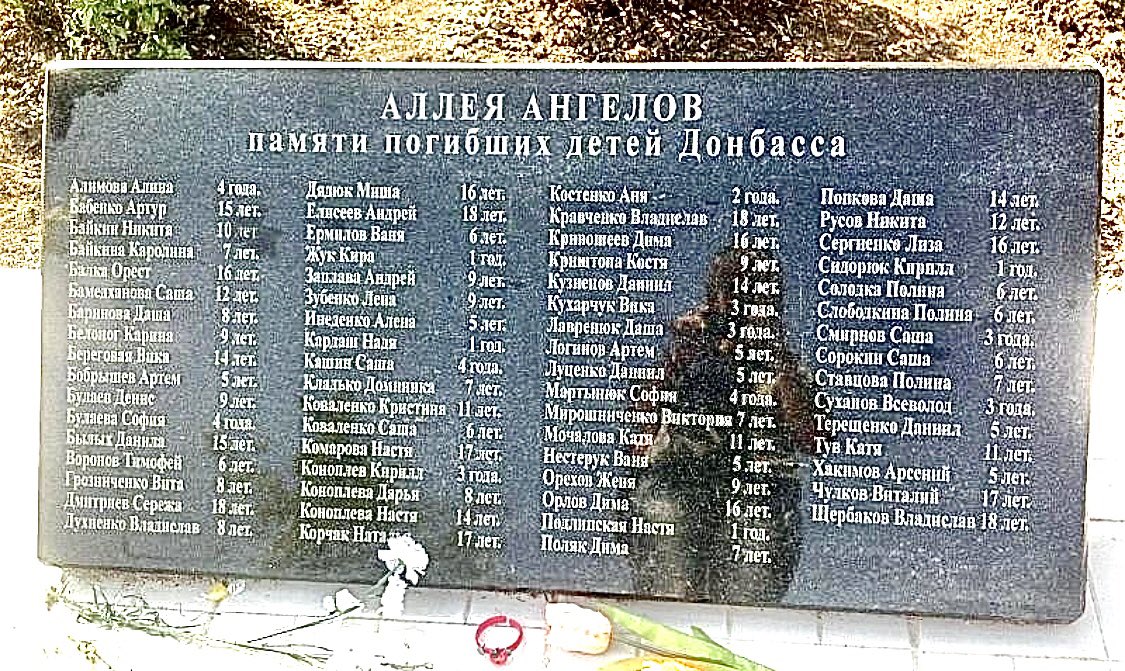 АЛЛЕЯ АНГЕЛОВ
памяти погибших детей Донбасса
Алимова Алина 4 года.
Бабенко Артур 15 лет.
Байкин Никита 10 лет
Байкина Каролина 7 лет.
Балка Орест 16 лет.
Бамелханова Саша 12 лет.
Баринова Даша 8 лет.
Белоног Карина 9 лет.
Береговая Вика 14 лет.
Бобрышев Артем 5 лет.
Будаев Денис 9 лет.
Булаева София 4 года.
Былых Данила 15 лет.
Воронов Тимофей 6 лет.
Грозниченко Вита 8 лет.
Дмитриев Сережа 18 лет.
Духненко Владислав 8 лет.
Дядюк Миша 16 лет.
Елисеев Андрей 18 лет.
Ермилов Ваня 6 лет.
Жук Кира 1 год.
Заплава Андрей 9 лет.
Зубенко Лена 9 лет.
Иведенко Алена 5 лет.
Кардаш Надя 1 год.
Кашин Саша 4 года.
Кладько Доминика 7 лет.
Коваленко Кристина 11 лет.
Коваленко Саша 6 лет.
Комарова Настя 17 лет.
Коноплев Кирилл 3 года.
Коноплева Дарья 8 лет.
Коноплева Настя 14 лет.
Корчак 17 лет.
Костенко Аня 2 года.
Кравченко Владислав 18 лет.
Кривошеев Дима 16 лет.
Криштопа Костя 9 лет.
Кузнецов Даниил 14 лет.
Кухарчук Вика 3 года.
Лавренюк Даша 3 года.
Логинов Артем 5 лет.
Луценко Даниил 5 лет.
Мартынюк София 4 года.
Мирошниченко Виктория 7 лет.
Мочалова Катя 11 лет.
Нестерук Ваня 5 лет.
Орехов Женя 9 лет.
Орлов Дима 16 лет.
Подлипская Настя 1 год.
Поляк Дима 7 лет.
Попкова Даша 14 лет.
Русов Никита 12 лет.
Сергиенко Лиза 16 лет.
Сидорюк Кирилл 1 год.
Солодка Полина 6 лет.
Слободкина Полина 6 лет.
Смирнов Саша 3 года.
Сорокин Саша 6 лет.
Ставцова Полина 7 лет.
Суханов Всеволод 3 года.
Терещенко Даниил 5 лет.
Тув Катя 11 лет.
Хакимов Арсений 5 лет.
Чулков Виталий 17 лет.
Щербаков Владислав 18 лет.